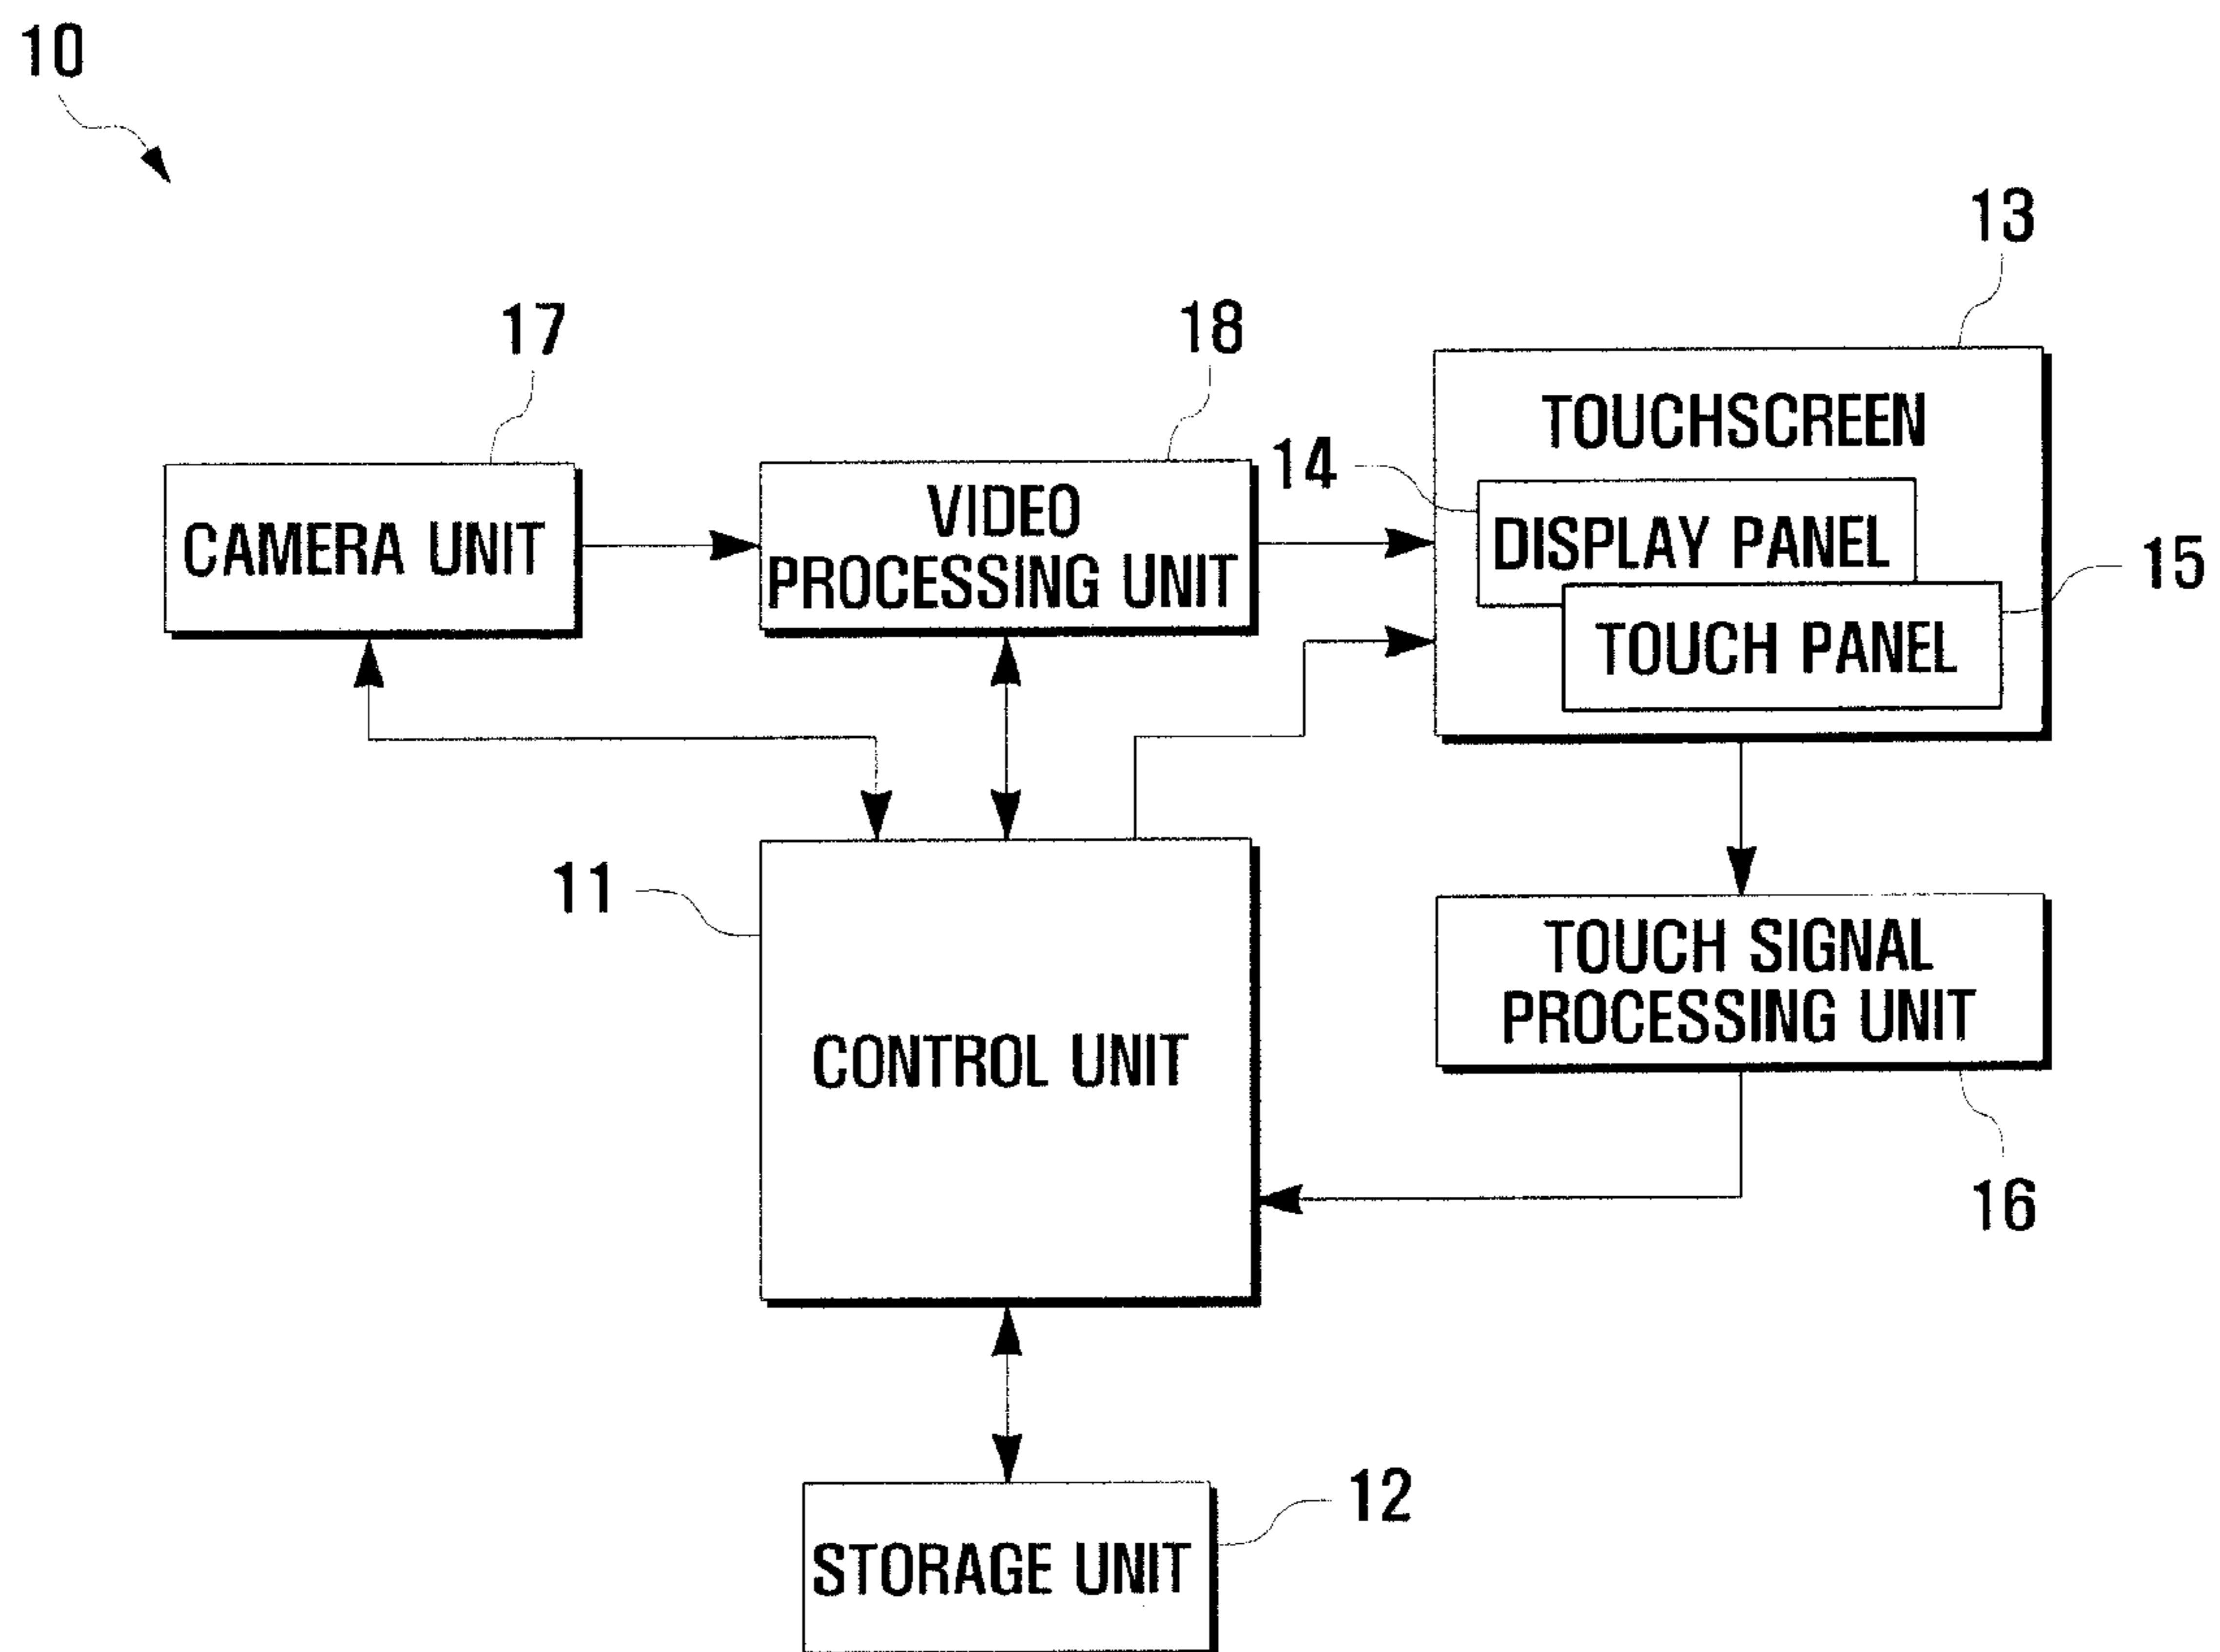 10
13
17
18
TOUCHSCREEN
14
CAMERA UNIT
VIDEO
PROCESSING UNIT
DISPLAY PANEL
15
TOUCH PANEL
11
TOUCH SIGNAL
PROCESSING UNIT
CONTROL UNIT
16
12
STORAGE UNIT